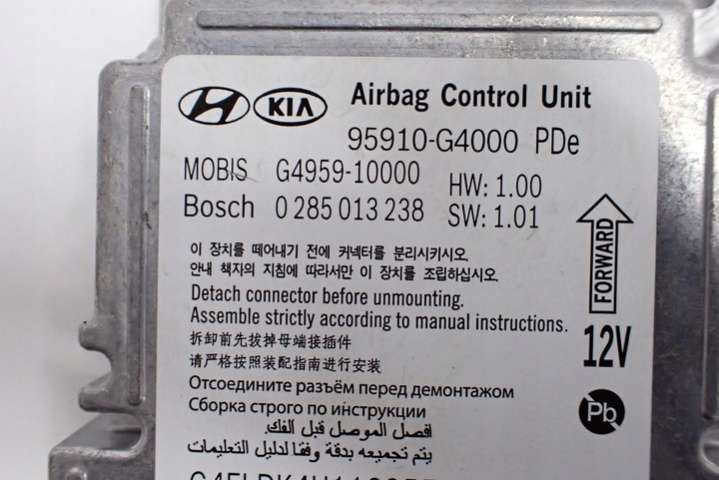 KIA Airbag Control Unit
95910-G4000 PDe
MOBIS G4959-10000 HW: 1.00
Bosch 0 285 013 238 SW: 1.01
이 장치를 떼어내기 전에 커넥터를 분리시키시오.
안내 책자의 지침에 따라서만 이 장치를 조립하십시오.
Detach connector before unmounting.
Assemble strictly according to manual instructions.
拆卸前先拔掉母端接插件
请严格按照装配指南进行安装
Отсоедините разъём перед демонтажом
Сборка строго по инструкции
افصل الموصل قبل الفك.
يتم تجميعه بدقة وفقا لدليل التعليمات
FORWARD
12V
Pb